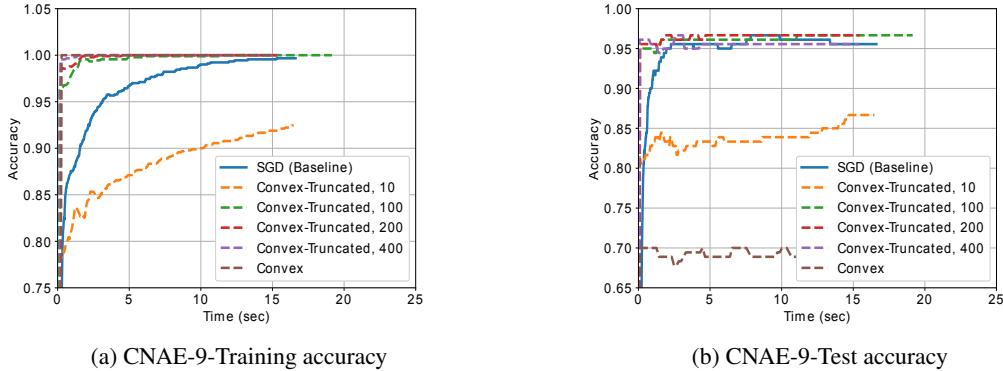 1.05
1.00
0.95
0.90
0.85
0.80
0.75
Accuracy
0 5 10 15 20 25
Time (sec)
SGD (Baseline)
Convex-Truncated, 10
Convex-Truncated, 100
Convex-Truncated, 200
Convex-Truncated, 400
Convex
(a) CNAE-9-Training accuracy
1.00
0.95
0.90
0.85
0.80
0.75
0.70
0.65
Accuracy
0 5 10 15 20 25
Time (sec)
SGD (Baseline)
Convex-Truncated, 10
Convex-Truncated, 100
Convex-Truncated, 200
Convex-Truncated, 400
Convex
(b) CNAE-9-Test accuracy